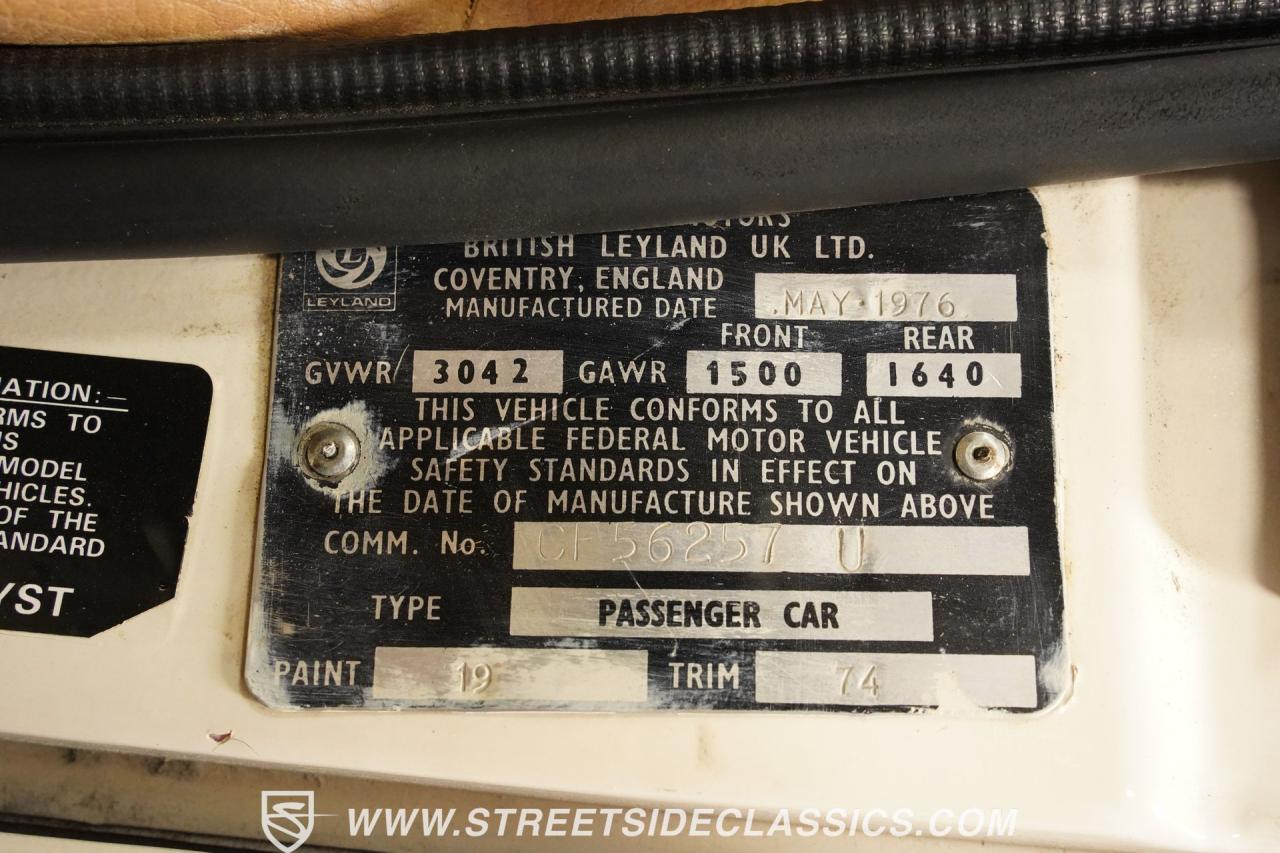 BRITISH LEYLAND UK LTD.
LEYLAND
COVENTRY, ENGLAND
MANUFACTURED DATE MAY·1976
FRONT REAR
GVWR 3042 GAWR 1500 1640
THIS VEHICLE CONFORMS TO ALL
APPLICABLE FEDERAL MOTOR VEHICLE
SAFETY STANDARDS IN EFFECT ON
THE DATE OF MANUFACTURE SHOWN ABOVE
COMM. No. CF56257 U
TYPE PASSENGER CAR
PAINT 19 TRIM 74
MATION:—
RMS TO
MODEL
HICLES.
OF THE
ANDARD
YST
WWW.STREETSIDECLASSICS.COM